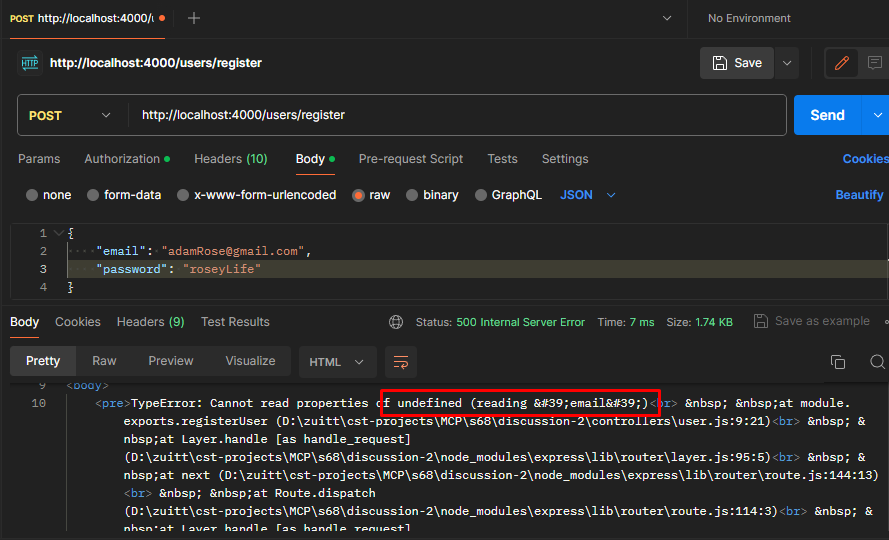 POST http://localhost:4000/u
No Environment
HTTP http://localhost:4000/users/register
Save
POST http://localhost:4000/users/register
Send
Params Authorization Headers (10) Body Pre-request Script Tests Settings Cookies
none form-data x-www-form-urlencoded raw binary GraphQL JSON Beautify
1 {
2 "email": "adamRose@gmail.com",
3 "password": "roseyLife"
4 }
Body Cookies Headers (9) Test Results Status: 500 Internal Server Error Time: 7 ms Size: 1.74 KB Save as example
Pretty Raw Preview Visualize HTML
9 <body>
10 <pre>TypeError: Cannot read properties of undefined (reading &#39;email&#39;)<br> &nbsp; &nbsp;at module.
exports.registerUser (D:\zuitt\cst-projects\MCP\s68\discussion-2\controllers\user.js:9:21)<br> &nbsp; &
nbsp;at Layer.handle [as handle_request]
(D:\zuitt\cst-projects\MCP\s68\discussion-2\node_modules\express\lib\router\layer.js:95:5)<br> &nbsp; &
nbsp;at next (D:\zuitt\cst-projects\MCP\s68\discussion-2\node_modules\express\lib\router\route.js:144:13)
<br> &nbsp; &nbsp;at Route.dispatch
(D:\zuitt\cst-projects\MCP\s68\discussion-2\node_modules\express\lib\router\route.js:114:3)<br> &nbsp; &
nbsp;at Layer.handle [as handle_request]